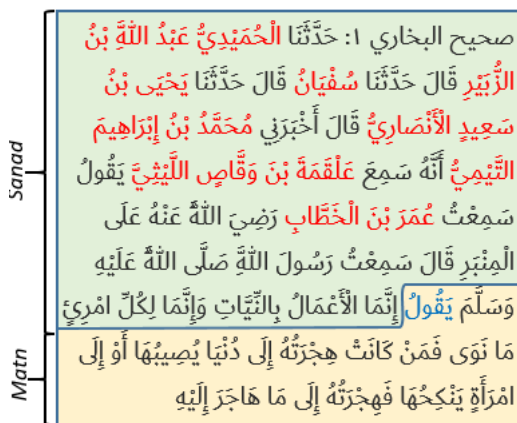 صحيح البخاري ١: حَدَّثَنَا الْحُمَيْدِيُّ عَبْدُ اللَّهِ بْنُ
الزُّبَيْرِ قَالَ حَدَّثَنَا سُفْيَانُ قَالَ حَدَّثَنَا يَحْيَى بْنُ
سَعِيدٍ الْأَنْصَارِيُّ قَالَ أَخْبَرَنِي مُحَمَّدُ بْنُ إِبْرَاهِيمَ
التَّيْمِيُّ أَنَّهُ سَمِعَ عَلْقَمَةَ بْنَ وَقَّاصٍ اللَّيْثِيَّ يَقُولُ
سَمِعْتُ عُمَرَ بْنَ الْخَطَّابِ رَضِيَ اللَّهُ عَنْهُ عَلَى
الْمِنْبَرِ قَالَ سَمِعْتُ رَسُولَ اللَّهِ صَلَّى اللَّهُ عَلَيْهِ
وَسَلَّمَ يَقُولُ إِنَّمَا الْأَعْمَالُ بِالنِّيَّاتِ وَإِنَّمَا لِكُلِّ امْرِئٍ
مَا نَوَى فَمَنْ كَانَتْ هِجْرَتُهُ إِلَى دُنْيَا يُصِيبُهَا أَوْ إِلَى
امْرَأَةٍ يَنْكِحُهَا فَهِجْرَتُهُ إِلَى مَا هَاجَرَ إِلَيْهِ
Sanad
Matn